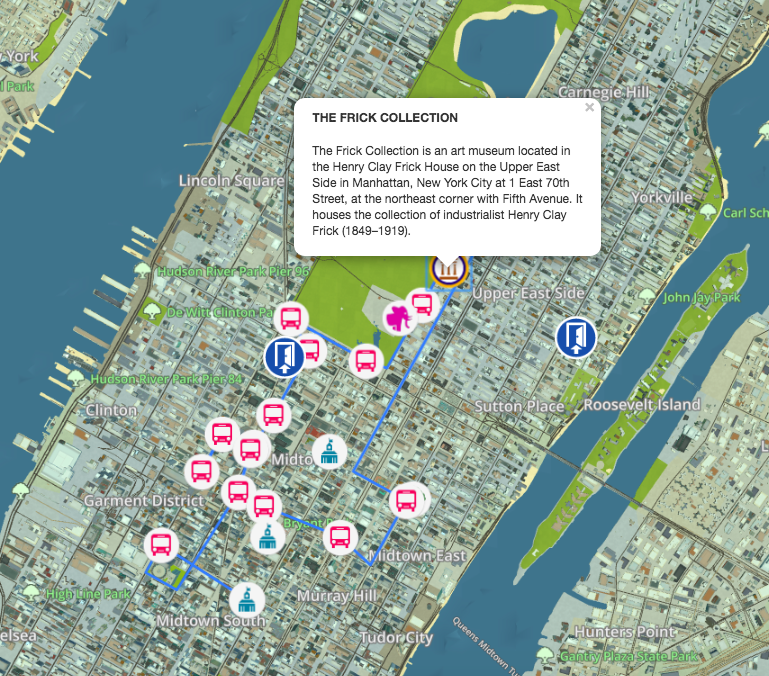 York
l Park
Carnegie Hill
×
THE FRICK COLLECTION
The Frick Collection is an art museum located in
the Henry Clay Frick House on the Upper East
Side in Manhattan, New York City at 1 East 70th
Street, at the northeast corner with Fifth Avenue. It
houses the collection of industrialist Henry Clay
Frick (1849–1919).
Lincoln Square
Yorkville
Carl Sch
Hudson River Park Pier 96
Upper East Side
John Jay Park
De Witt Clinton Pa
Hudson River Park Pier 84
Clinton
Sutton Place
Roosevelt Island
L
Midto
Garment District
Bryant P
Midtown East
High Line Park
Murray Hill
Midtown South
elsea
Tudor City
Queens Midtown Tu
Hunters Point
Gantry Plaza State Park